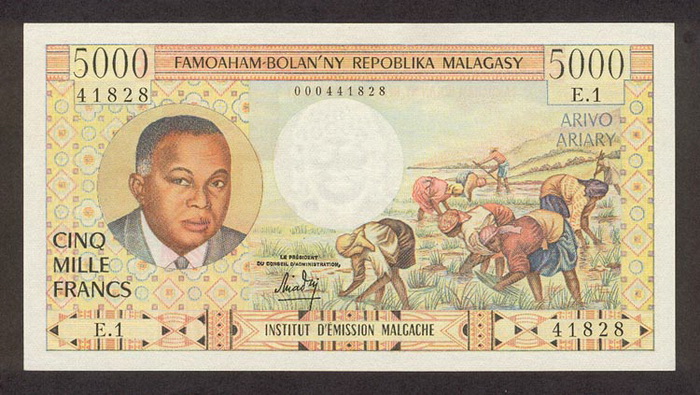 5000
FAMOAHAM-BOLAN'NY REPOBLIKA MALAGASY
5000
41828
000441828
E.1
ARIVO
ARIARY
CINQ
MILLE
FRANCS
LE PRÉSIDENT
DU CONSEIL D'ADMINISTRATION,
E.1
INSTITUT D'ÉMISSION MALGACHE
41828